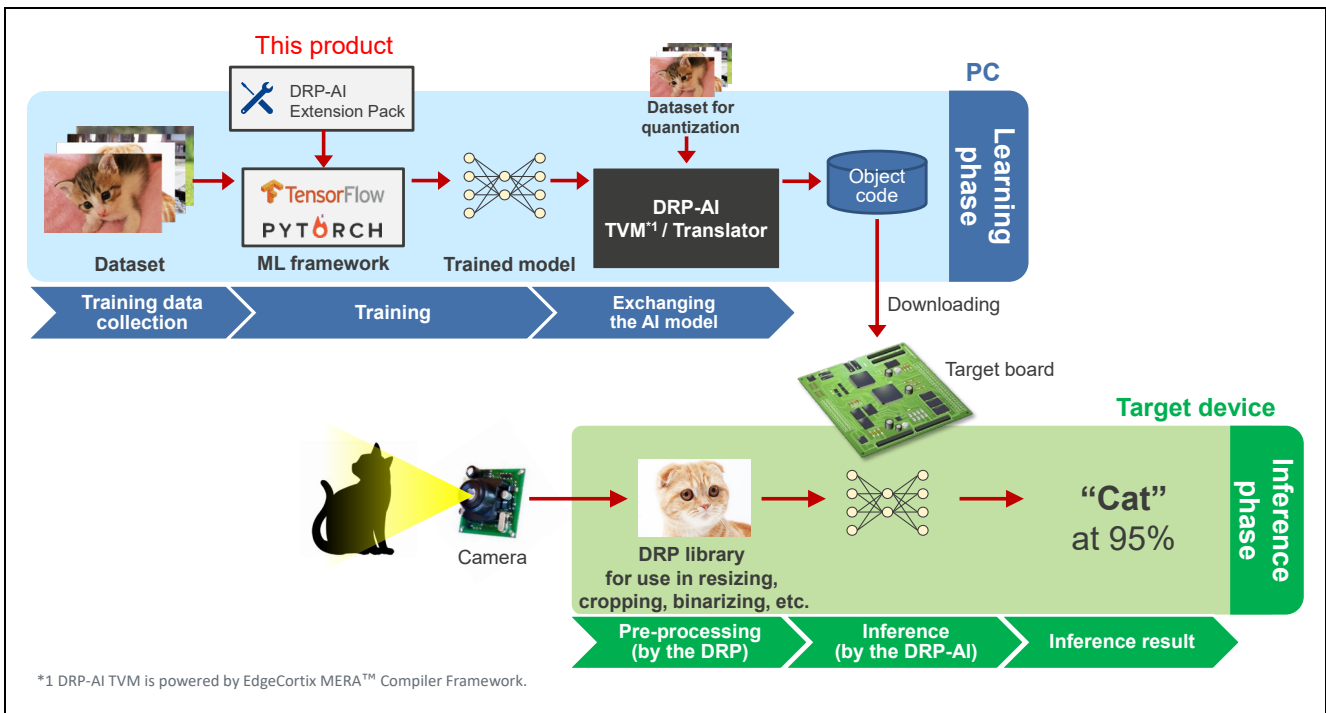 This product
DRP-AI
Extension Pack
Dataset for
quantization
PC
Learning
phase
TensorFlow
PYTORCH
DRP-AI
TVM*1 / Translator
Object
code
Dataset
ML framework
Trained model
Training data
collection
Training
Exchanging
the AI model
Downloading
Target board
Target device
Inference
phase
Camera
DRP library
for use in resizing,
cropping, binarizing, etc.
“Cat”
at 95%
Pre-processing
(by the DRP)
Inference
(by the DRP-AI)
Inference result
*1 DRP-AI TVM is powered by EdgeCortix MERA™ Compiler Framework.